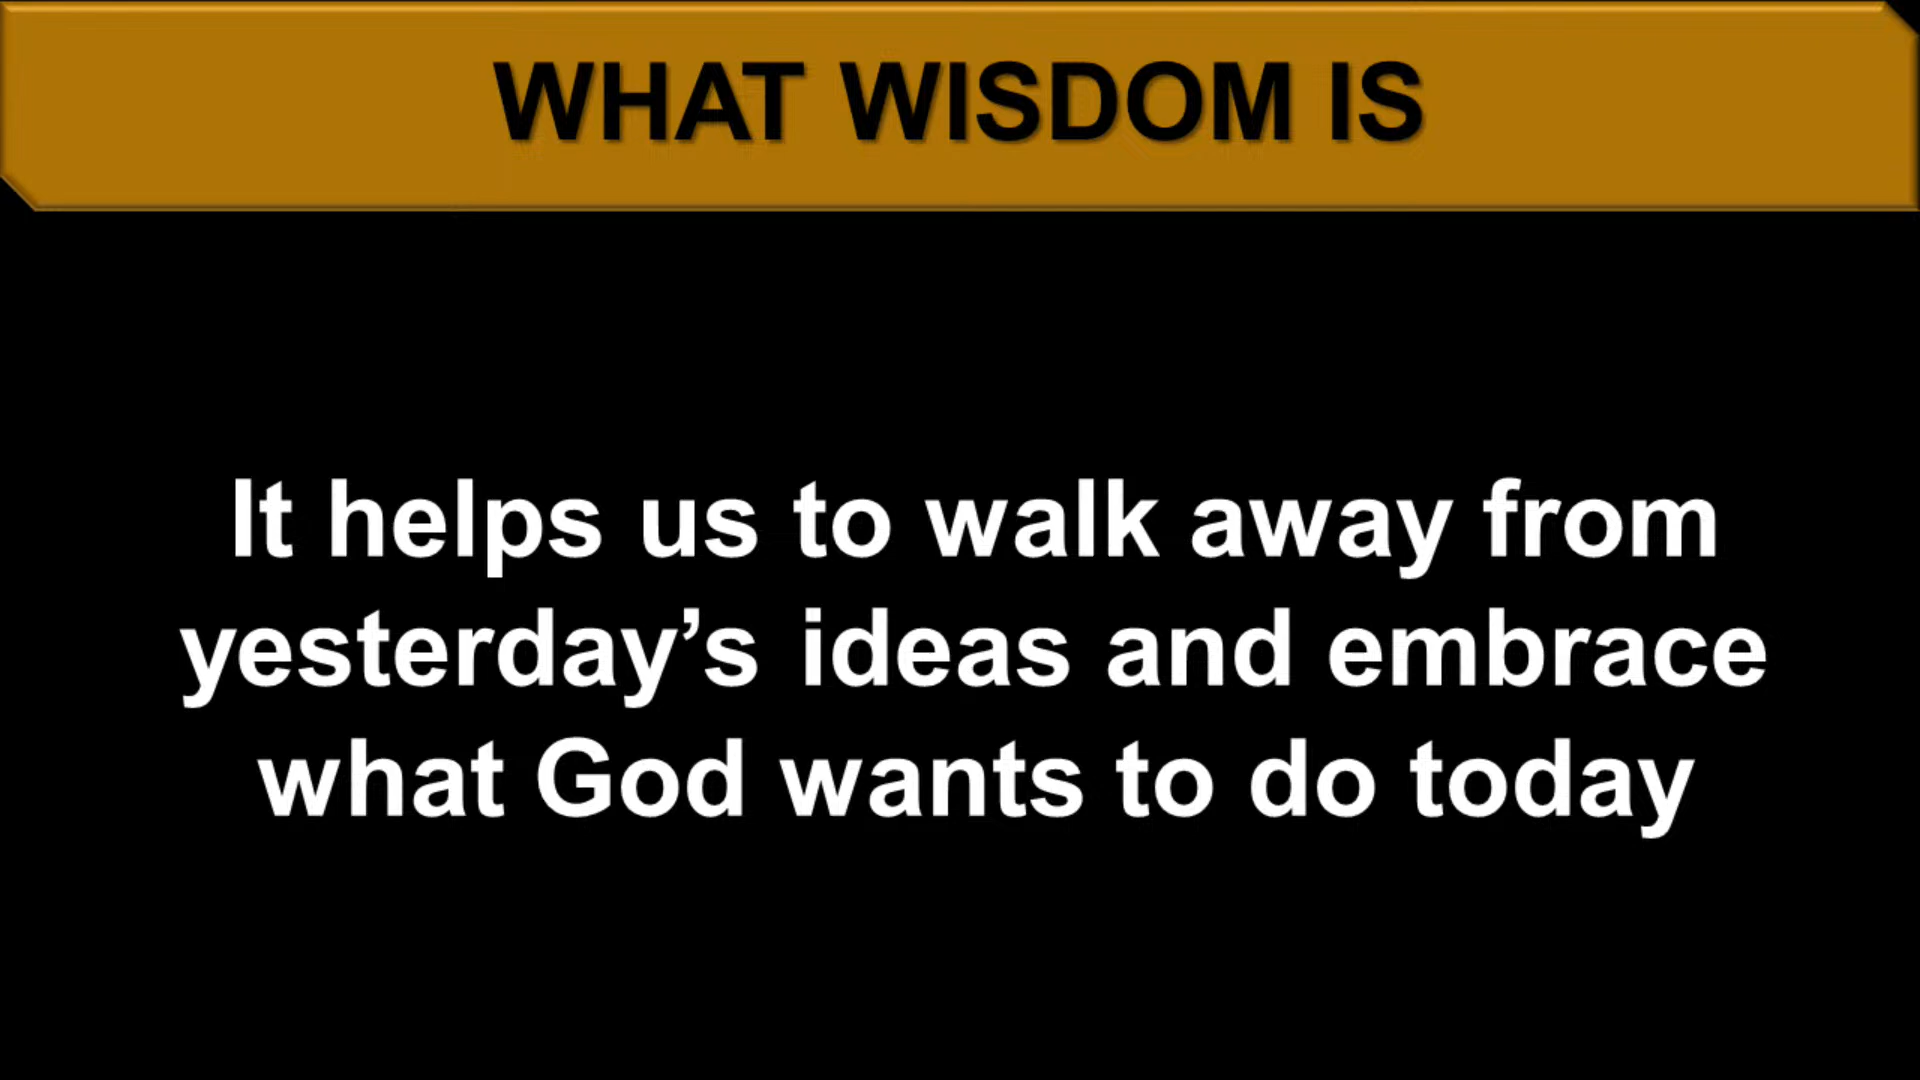 WHAT WISDOM IS
It helps us to walk away from
yesterday’s ideas and embrace
what God wants to do today